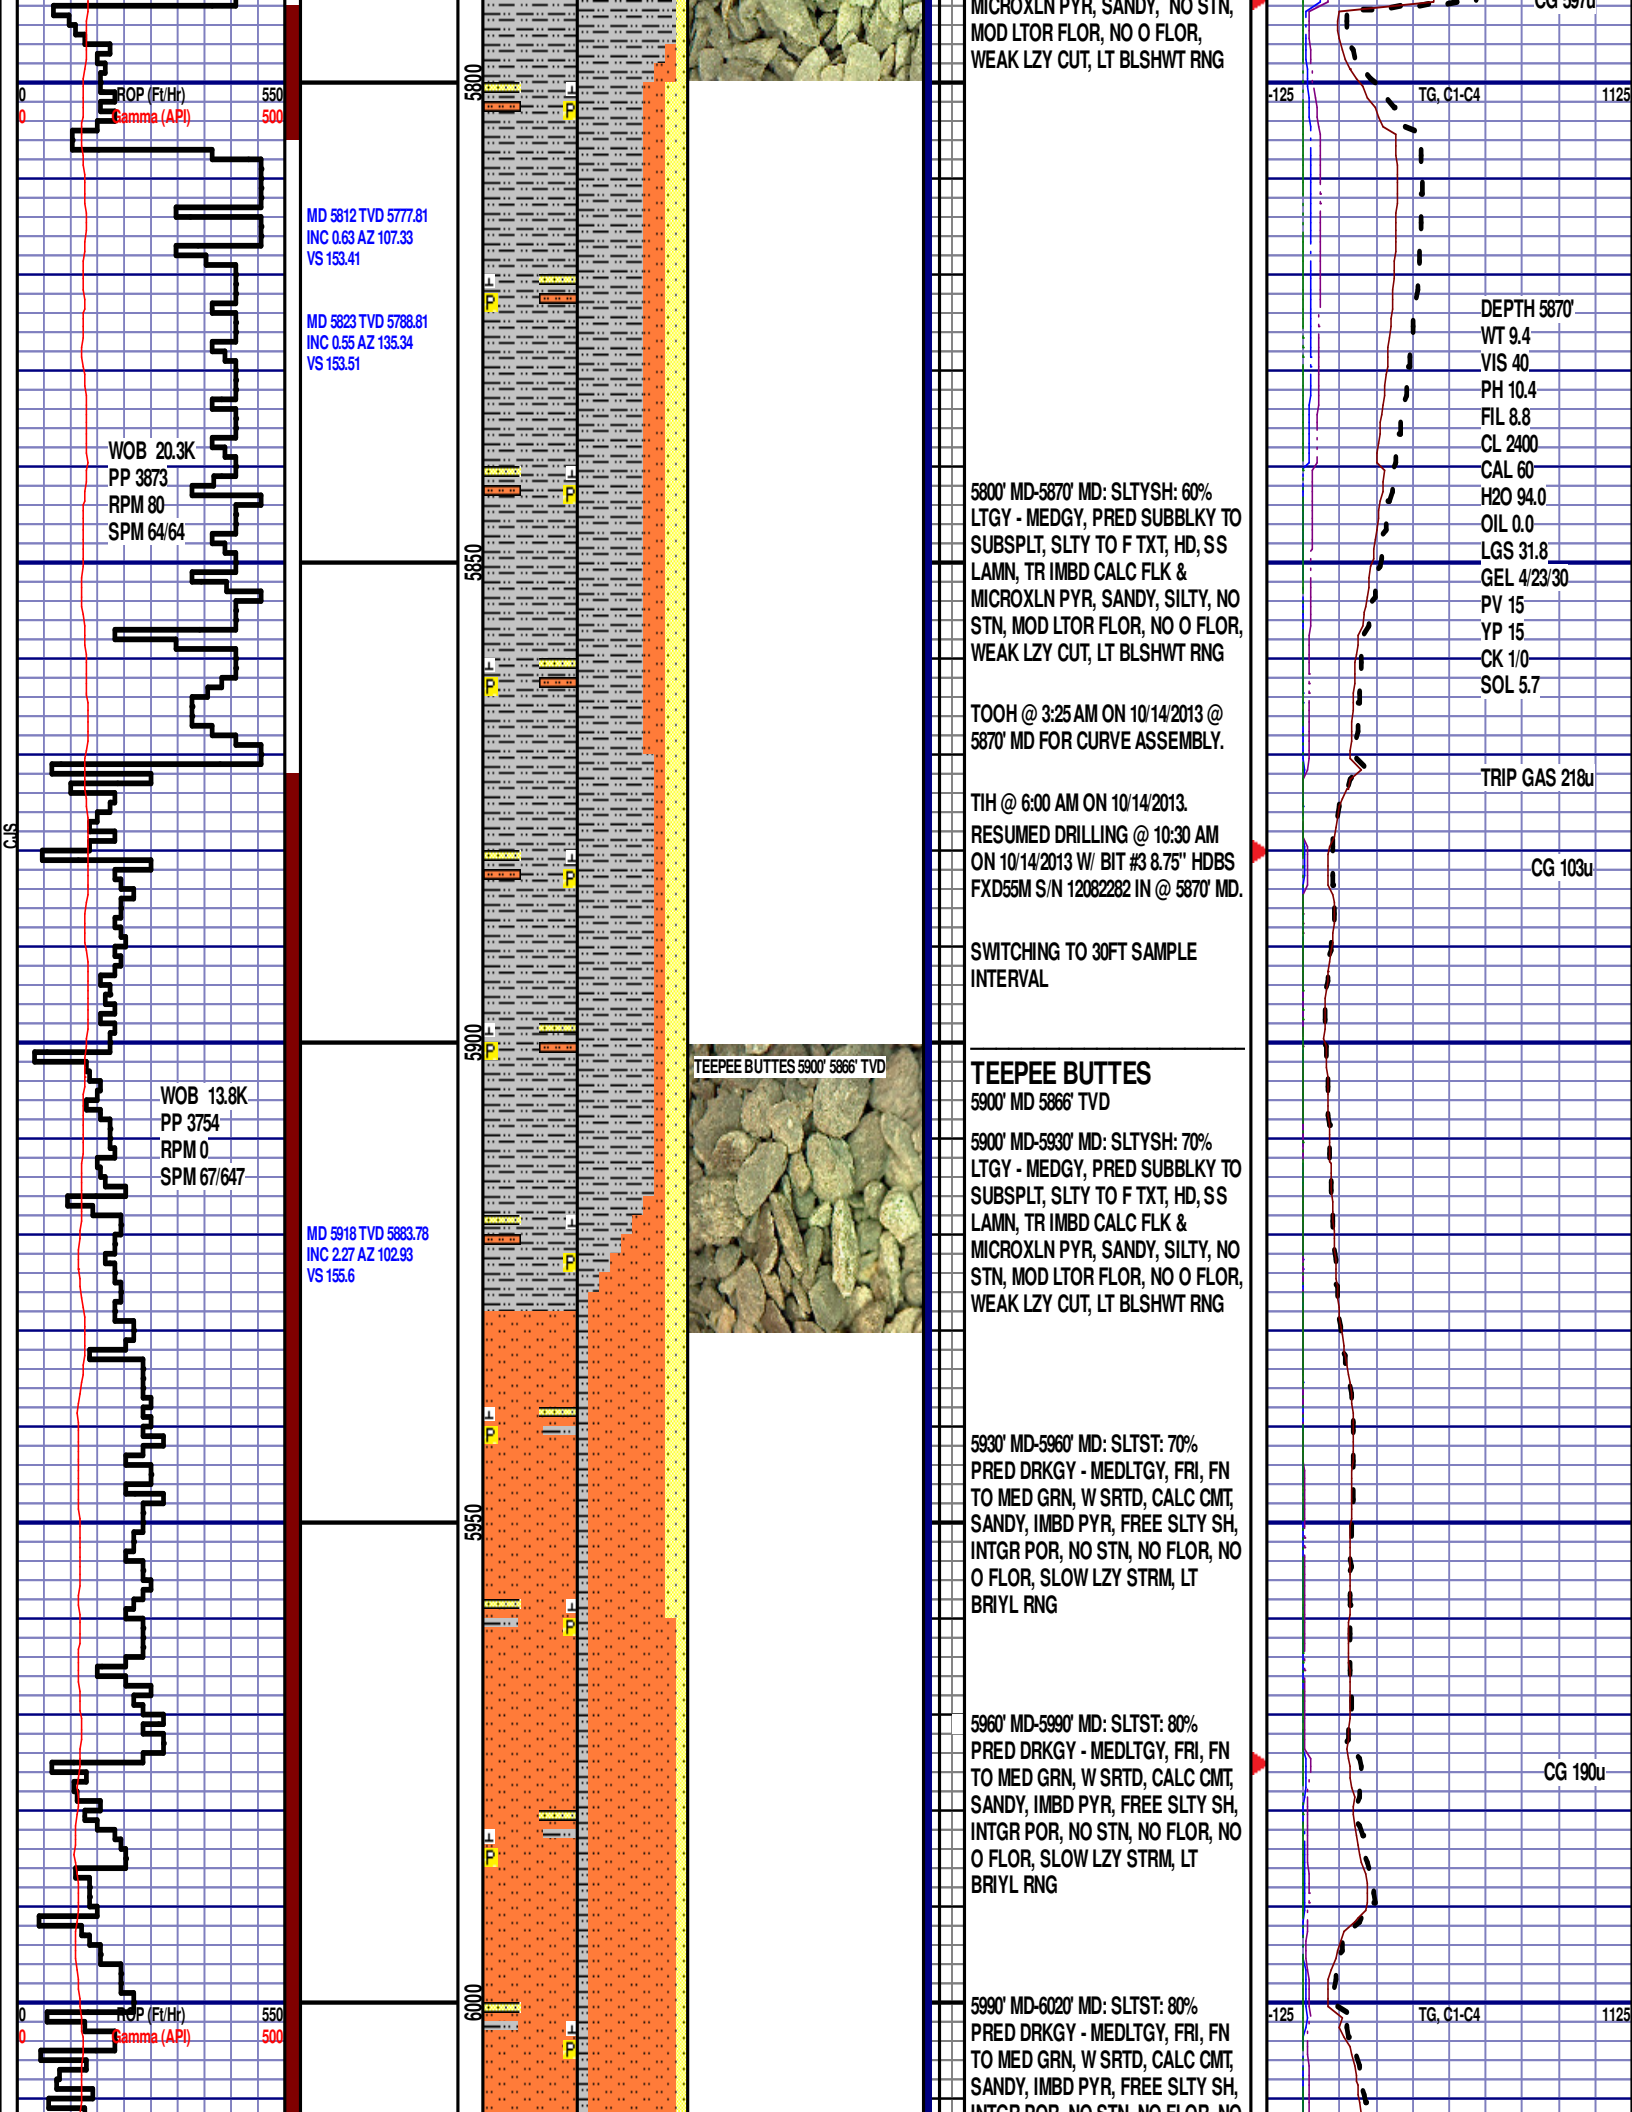 MICROXLN PYR, SANDY, NO STN,
MOD LTOR FLOR, NO O FLOR,
WEAK LZY CUT, LT BLSHWT RNG
CG 597u
0 ROP (Ft/Hr) 550
0 Gamma (API) 500
5800
-125 TG, C1-C4 1125
MD 5812 TVD 5777.81
INC 0.63 AZ 107.33
VS 153.41
MD 5823 TVD 5788.81
INC 0.55 AZ 135.34
VS 153.51
DEPTH 5870'
WT 9.4
VIS 40
PH 10.4
FIL 8.8
CL 2400
CAL 60
H2O 94.0
OIL 0.0
LGS 31.8
GEL 4/23/30
PV 15
YP 15
CK 1/0
SOL 5.7
WOB 20.3K
PP 3873
RPM 80
SPM 64/64
5800' MD-5870' MD: SLTYSH: 60%
LTGY - MEDGY, PRED SUBBLKY TO
SUBSPLT, SLTY TO F TXT, HD, SS
LAMN, TR IMBD CALC FLK &
MICROXLN PYR, SANDY, SILTY, NO
STN, MOD LTOR FLOR, NO O FLOR,
WEAK LZY CUT, LT BLSHWT RNG
5850
TOOH @ 3:25 AM ON 10/14/2013 @
5870' MD FOR CURVE ASSEMBLY.
TRIP GAS 218u
TIH @ 6:00 AM ON 10/14/2013.
RESUMED DRILLING @ 10:30 AM
ON 10/14/2013 W/ BIT #3 8.75" HDBS
FXD55M S/N 12082282 IN @ 5870' MD.
CJS
CG 103u
SWITCHING TO 30FT SAMPLE
INTERVAL
5900
TEEPEE BUTTES 5900' 5866' TVD
TEEPEE BUTTES
5900' MD 5866' TVD
5900' MD-5930' MD: SLTYSH: 70%
LTGY - MEDGY, PRED SUBBLKY TO
SUBSPLT, SLTY TO F TXT, HD, SS
LAMN, TR IMBD CALC FLK &
MICROXLN PYR, SANDY, SILTY, NO
STN, MOD LTOR FLOR, NO O FLOR,
WEAK LZY CUT, LT BLSHWT RNG
WOB 13.8K
PP 3754
RPM 0
SPM 67/647
MD 5918 TVD 5883.78
INC 2.27 AZ 102.93
VS 155.6
5930' MD-5960' MD: SLTST: 70%
PRED DRKGY - MEDLTGY, FRI, FN
TO MED GRN, W SRTD, CALC CMT,
SANDY, IMBD PYR, FREE SLTY SH,
INTGR POR, NO STN, NO FLOR, NO
O FLOR, SLOW LZY STRM, LT
BRIYL RNG
5950
5960' MD-5990' MD: SLTST: 80%
PRED DRKGY - MEDLTGY, FRI, FN
TO MED GRN, W SRTD, CALC CMT,
SANDY, IMBD PYR, FREE SLTY SH,
INTGR POR, NO STN, NO FLOR, NO
O FLOR, SLOW LZY STRM, LT
BRIYL RNG
CG 190u
6000
0 ROP (Ft/Hr) 550
0 Gamma (API) 500
-125 TG, C1-C4 1125
5990' MD-6020' MD: SLTST: 80%
PRED DRKGY - MEDLTGY, FRI, FN
TO MED GRN, W SRTD, CALC CMT,
SANDY, IMBD PYR, FREE SLTY SH,
INTGR POR, NO STN, NO FLOR, NO